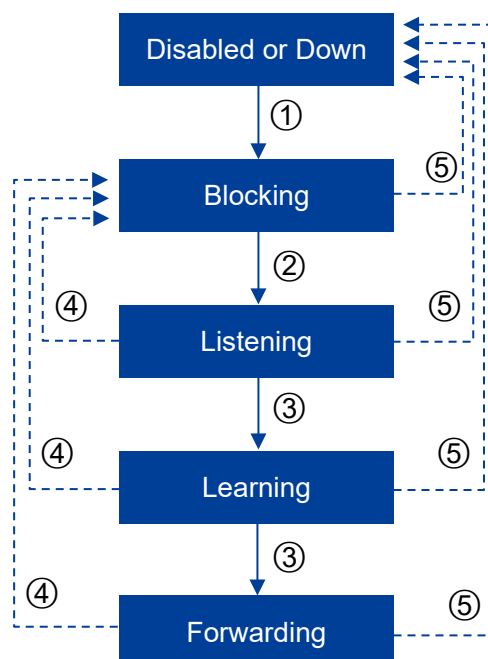 Disabled or Down
①
Blocking
⑤
②
④
Listening
⑤
③
④
Learning
⑤
③
④
Forwarding
⑤